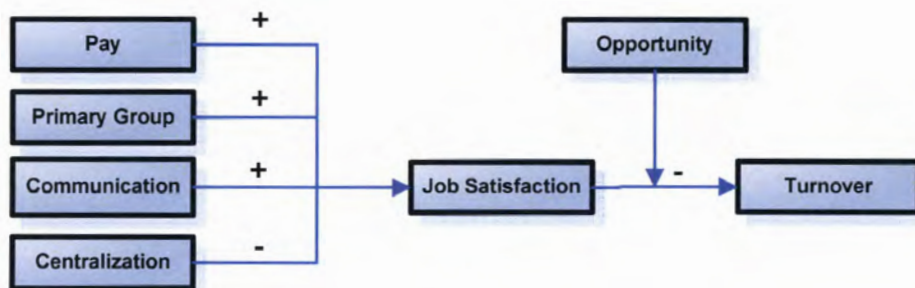 +
Pay
Opportunity
+
Primary Group
+
Communication
Job Satisfaction
-
Turnover
-
Centralization